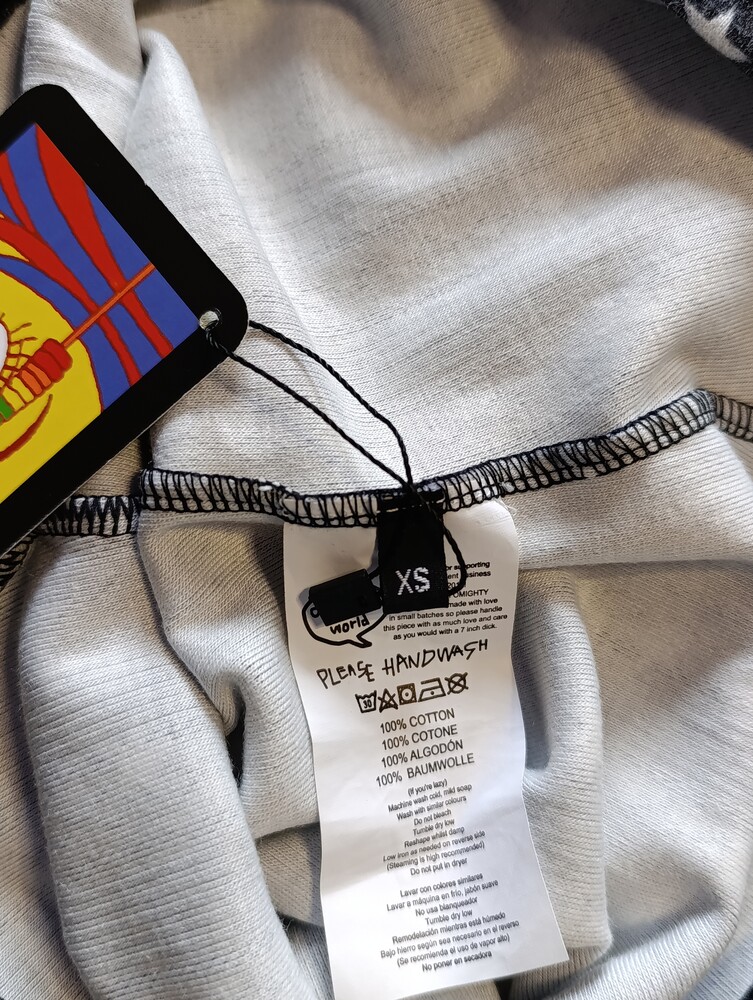 XS
world
supporting
MIGHTY
made with love
in small batches so please handle
this piece with as much love and care
as you would with a 7 inch dick.
PLEASE HANDWASH
30
100% COTTON
100% COTONE
100% ALGODÓN
100% BAUMWOLLE
(if you're lazy)
Machine wash cold, mild soap
Wash with similar colours
Do not bleach
Tumble dry low
Reshape whilst damp
Low iron as needed on reverse side
(Steaming is high recommended)
Do not put in dryer
Lavar con colores similares
Lavar a máquina en frío, jabón suave
No usa blanqueador
Tumble dry low
Remodelación mientras está húmedo
Bajo hierro según sea necesario en el reverso
(Se recomienda el uso de vapor alto)
No poner en secadora